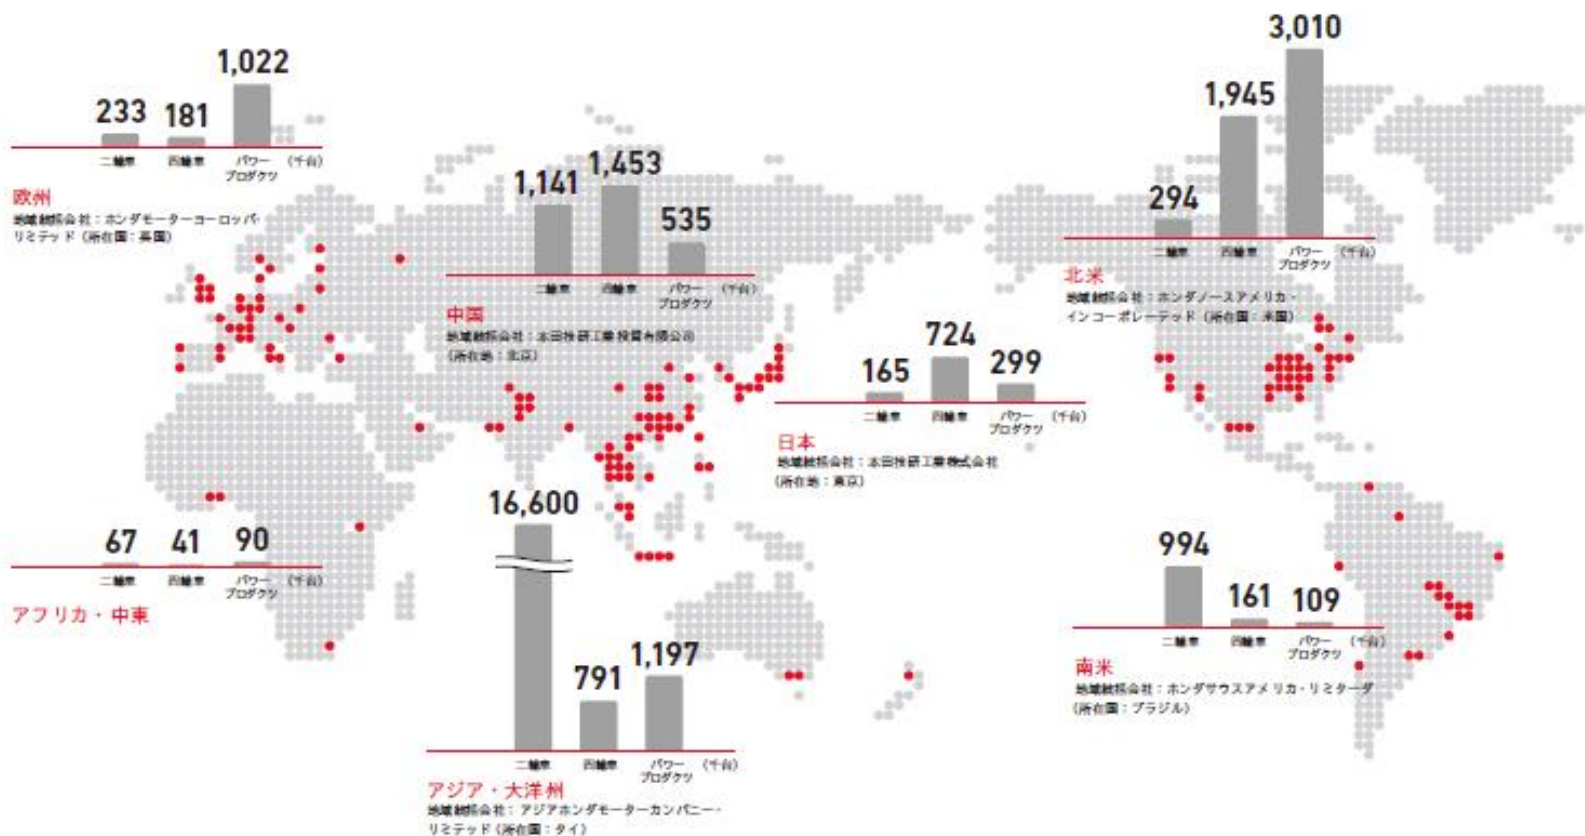 1,022
233 181
二輪車 四輪車 パワー (千台)
プロダクツ
欧州
地域統括会社：ホンダモーターヨーロッパ・
リミテッド (所在国：英国)
1,453
1,141
535
二輪車 四輪車 パワー (千台)
プロダクツ
中国
地域統括会社：本田技研工業投資有限公司
(所在地：北京)
3,010
1,945
294
二輪車 四輪車 パワー (千台)
プロダクツ
北米
地域統括会社：ホンダノースアメリカ・
インコーポレーテッド (所在国：米国)
724
165 299
二輪車 四輪車 パワー (千台)
プロダクツ
日本
地域統括会社：本田技研工業株式会社
(所在地：東京)
67 41 90
二輪車 四輪車 パワー (千台)
プロダクツ
アフリカ・中東
16,600
1,197
791
二輪車 四輪車 パワー (千台)
プロダクツ
アジア・大洋州
地域統括会社：アジアホンダモーターカンパニー・
リミテッド (所在国：タイ)
994
161 109
二輪車 四輪車 パワー (千台)
プロダクツ
南米
地域統括会社：ホンダサウスアメリカ・リミターダ
(所在国：ブラジル)